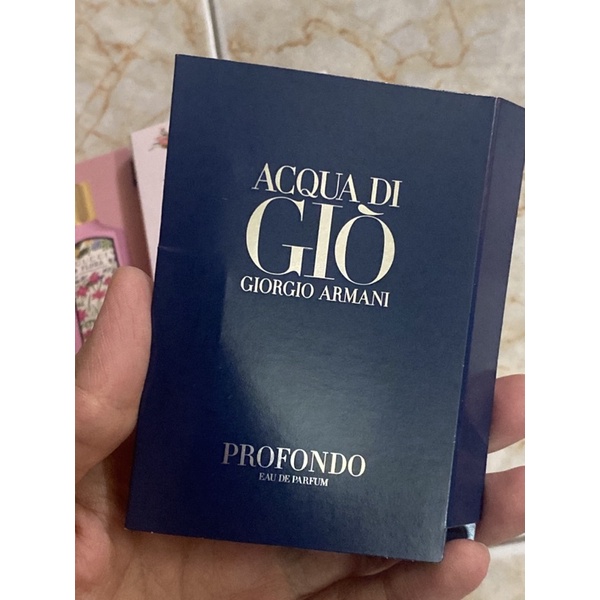 ACQUA DI
GIÒ
GIORGIO ARMANI
PROFONDO
EAU DE PARFUM